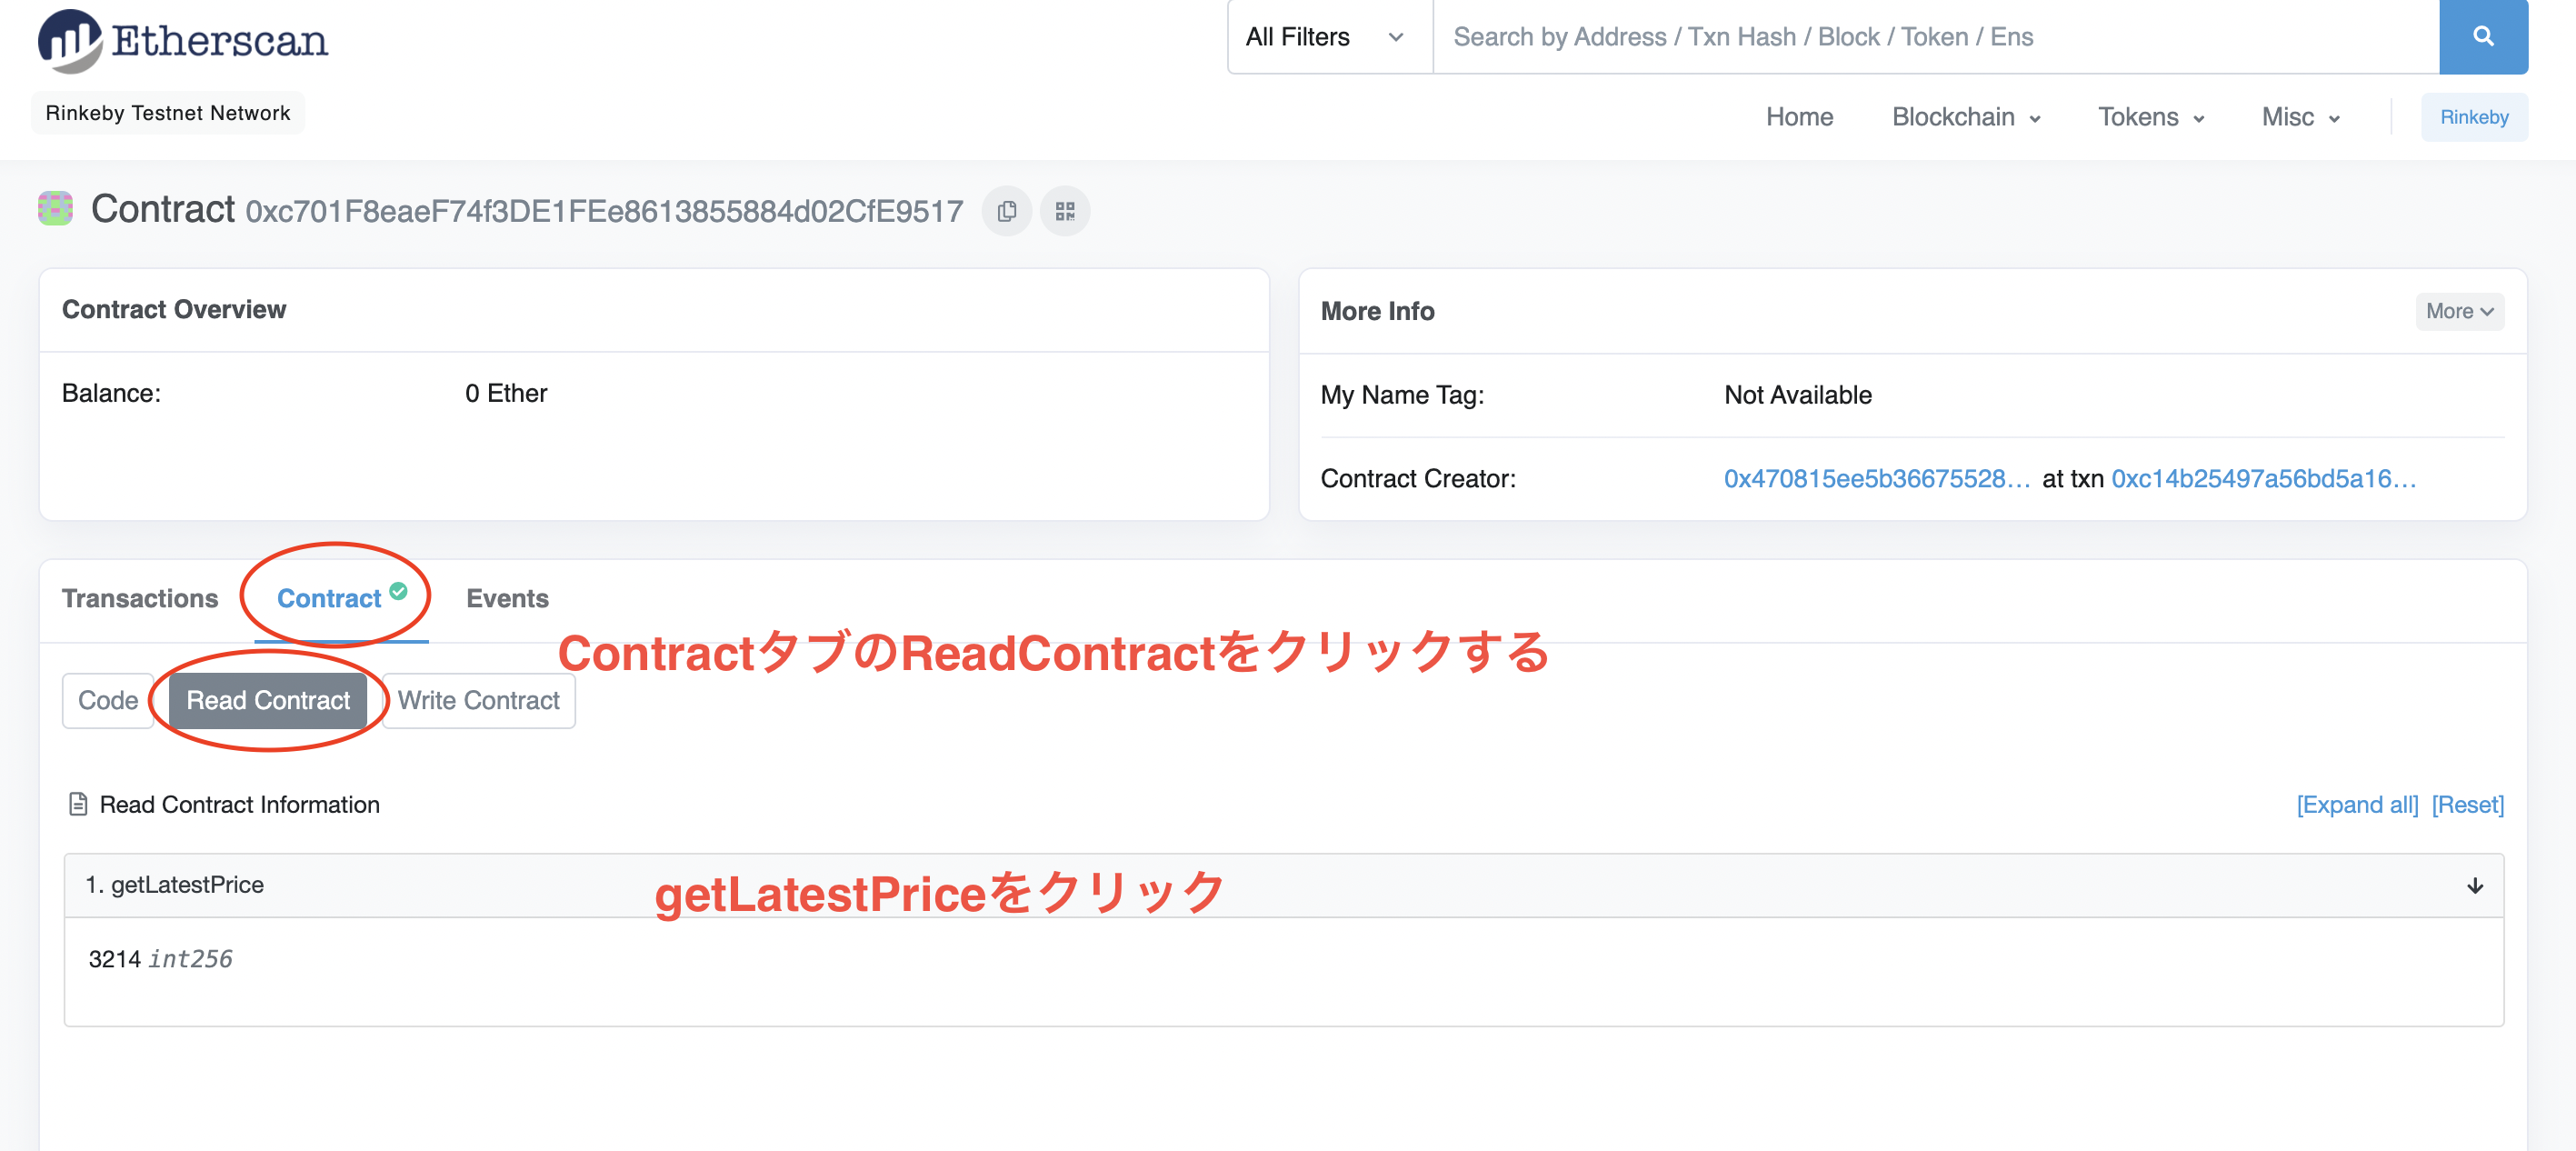 Etherscan
All Filters
Search by Address / Txn Hash / Block / Token / Ens
Rinkeby Testnet Network
Home
Blockchain
Tokens
Misc
Rinkeby
Contract 0xc701F8eaeF74f3DE1FEe8613855884d02CfE9517
Contract Overview
Balance: 0 Ether
More Info
More
My Name Tag: Not Available
Contract Creator: 0x470815ee5b36675528... at txn 0xc14b25497a56bd5a16...
Transactions
Contract
Events
ContractタブのReadContractをクリックする
Code
Read Contract
Write Contract
Read Contract Information
[Expand all] [Reset]
1. getLatestPrice
getLatestPriceをクリック
3214 int256